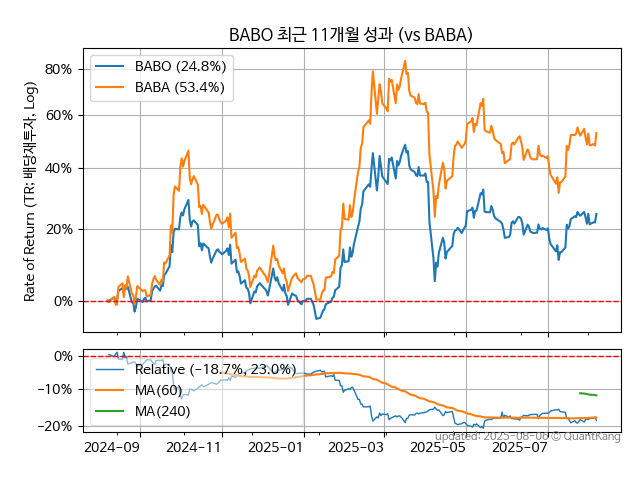 BABO 최근 11개월 성과 (vs BABA)
Rate of Return (TR: 배당재투자, Log)
80%
60%
40%
20%
0%
BABO (24.8%)
BABA (53.4%)
0%
−10%
−20%
Relative (−18.7%, 23.0%)
MA(60)
MA(240)
2024-09
2024-11
2025-01
2025-03
2025-05
2025-07
updated: 2025-08-06 © QuantKang